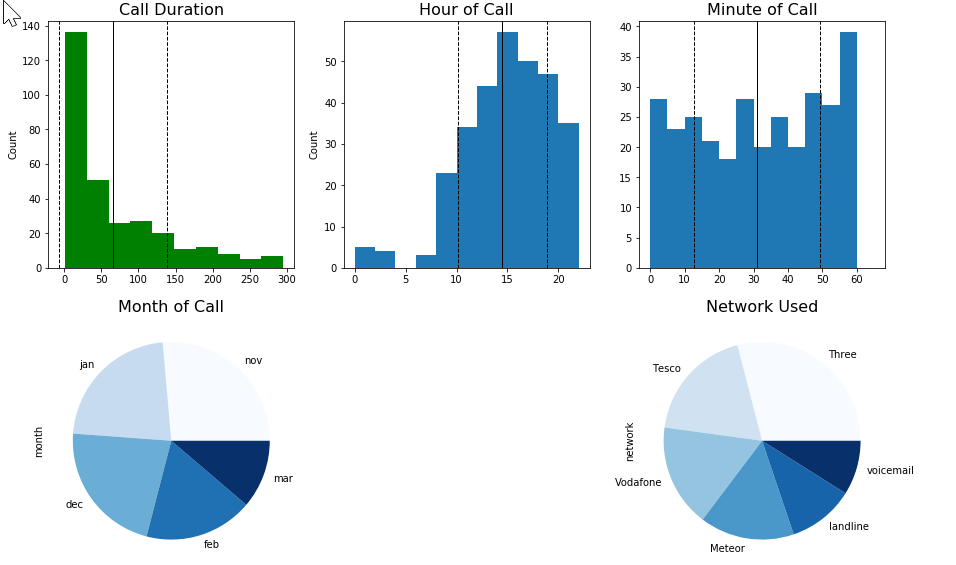 Call Duration
Hour of Call
Minute of Call
140
120
100
80
60
40
20
0
Count
0 50 100 150 200 250 300
50
40
30
20
10
0
Count
0 5 10 15 20
40
35
30
25
20
15
10
5
0
0 10 20 30 40 50 60
Month of Call
month
nov
jan
dec
feb
mar
Network Used
network
Three
Tesco
Vodafone
Meteor
landline
voicemail